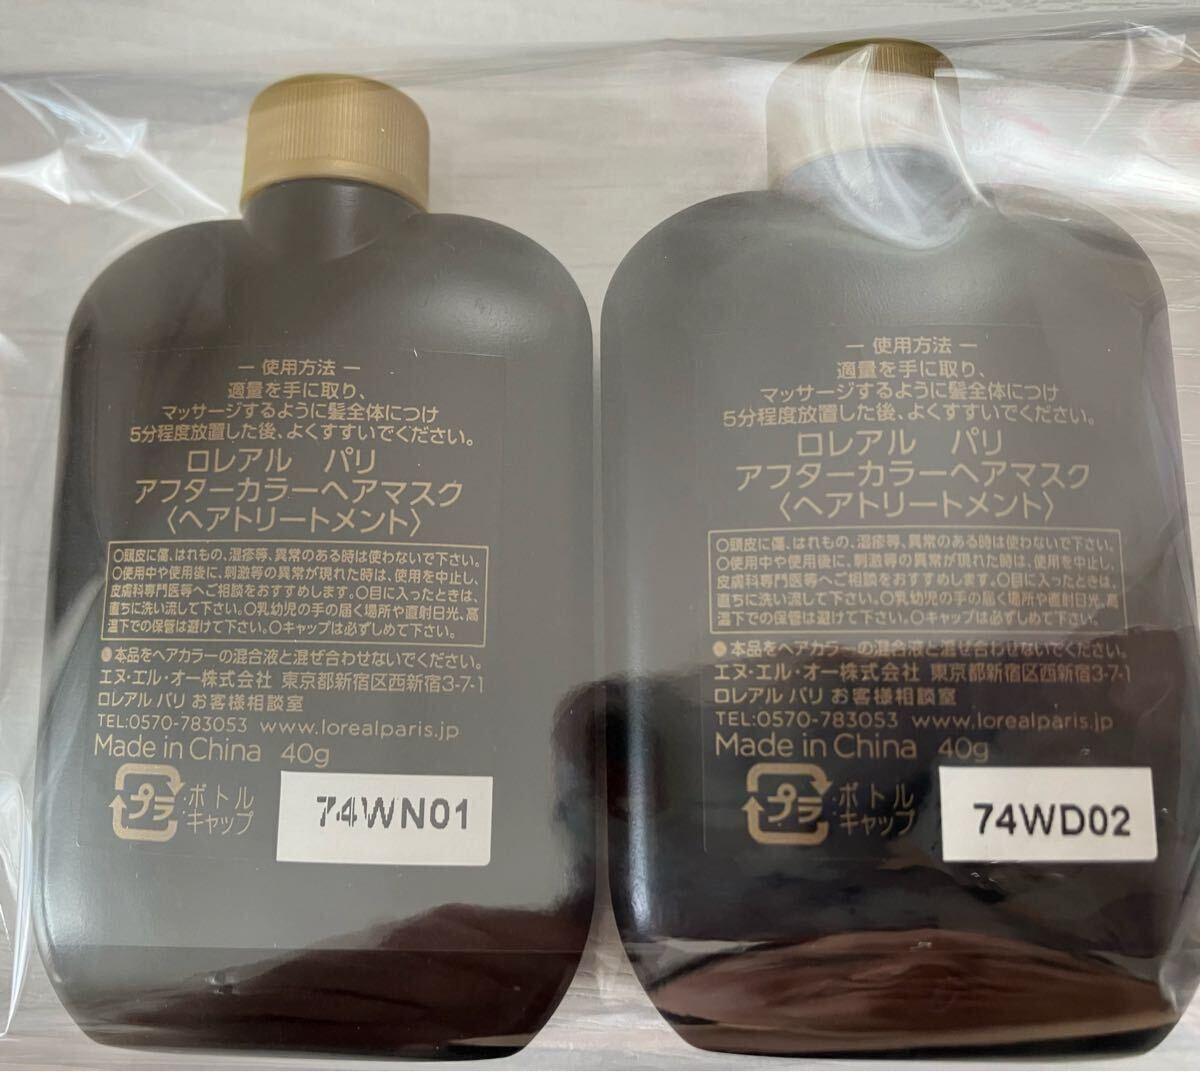 ― 使用方法 ―
適量を手に取り、
マッサージするように髪全体につけ
5分程度放置した後、よくすすいでください。
ロレアル パリ
アフターカラーヘアマスク
〈ヘアトリートメント〉
○頭皮に傷、はれもの、湿疹等、異常のある時は使わないで下さい。
○使用中や使用後に、刺激等の異常が現れた時は、使用を中止し、
皮膚科専門医等へご相談をおすすめします。○目に入ったときは、
直ちに洗い流して下さい。○乳幼児の手の届く場所や直射日光、高
温下での保管は避けて下さい。○キャップは必ずしめて下さい。
●本品をヘアカラーの混合液と混ぜ合わせないでください。
エヌ・エル・オー株式会社 東京都新宿区西新宿3-7-1
ロレアル パリ お客様相談室
TEL:0570-783053 www.lorealparis.jp
Made in China 40g
プラ
ボトル
キャップ
74WN01
― 使用方法 ―
適量を手に取り、
マッサージするように髪全体につけ
5分程度放置した後、よくすすいでください。
ロレアル パリ
アフターカラーヘアマスク
〈ヘアトリートメント〉
○頭皮に傷、はれもの、湿疹等、異常のある時は使わないで下さい。
○使用中や使用後に、刺激等の異常が現れた時は、使用を中止し、
皮膚科専門医等へご相談をおすすめします。○目に入ったときは、
直ちに洗い流して下さい。○乳幼児の手の届く場所や直射日光、高
温下での保管は避けて下さい。○キャップは必ずしめて下さい。
●本品をヘアカラーの混合液と混ぜ合わせないでください。
エヌ・エル・オー株式会社 東京都新宿区西新宿3-7-1
ロレアル パリ お客様相談室
TEL:0570-783053 www.lorealparis.jp
Made in China 40g
プラ
ボトル
キャップ
74WD02